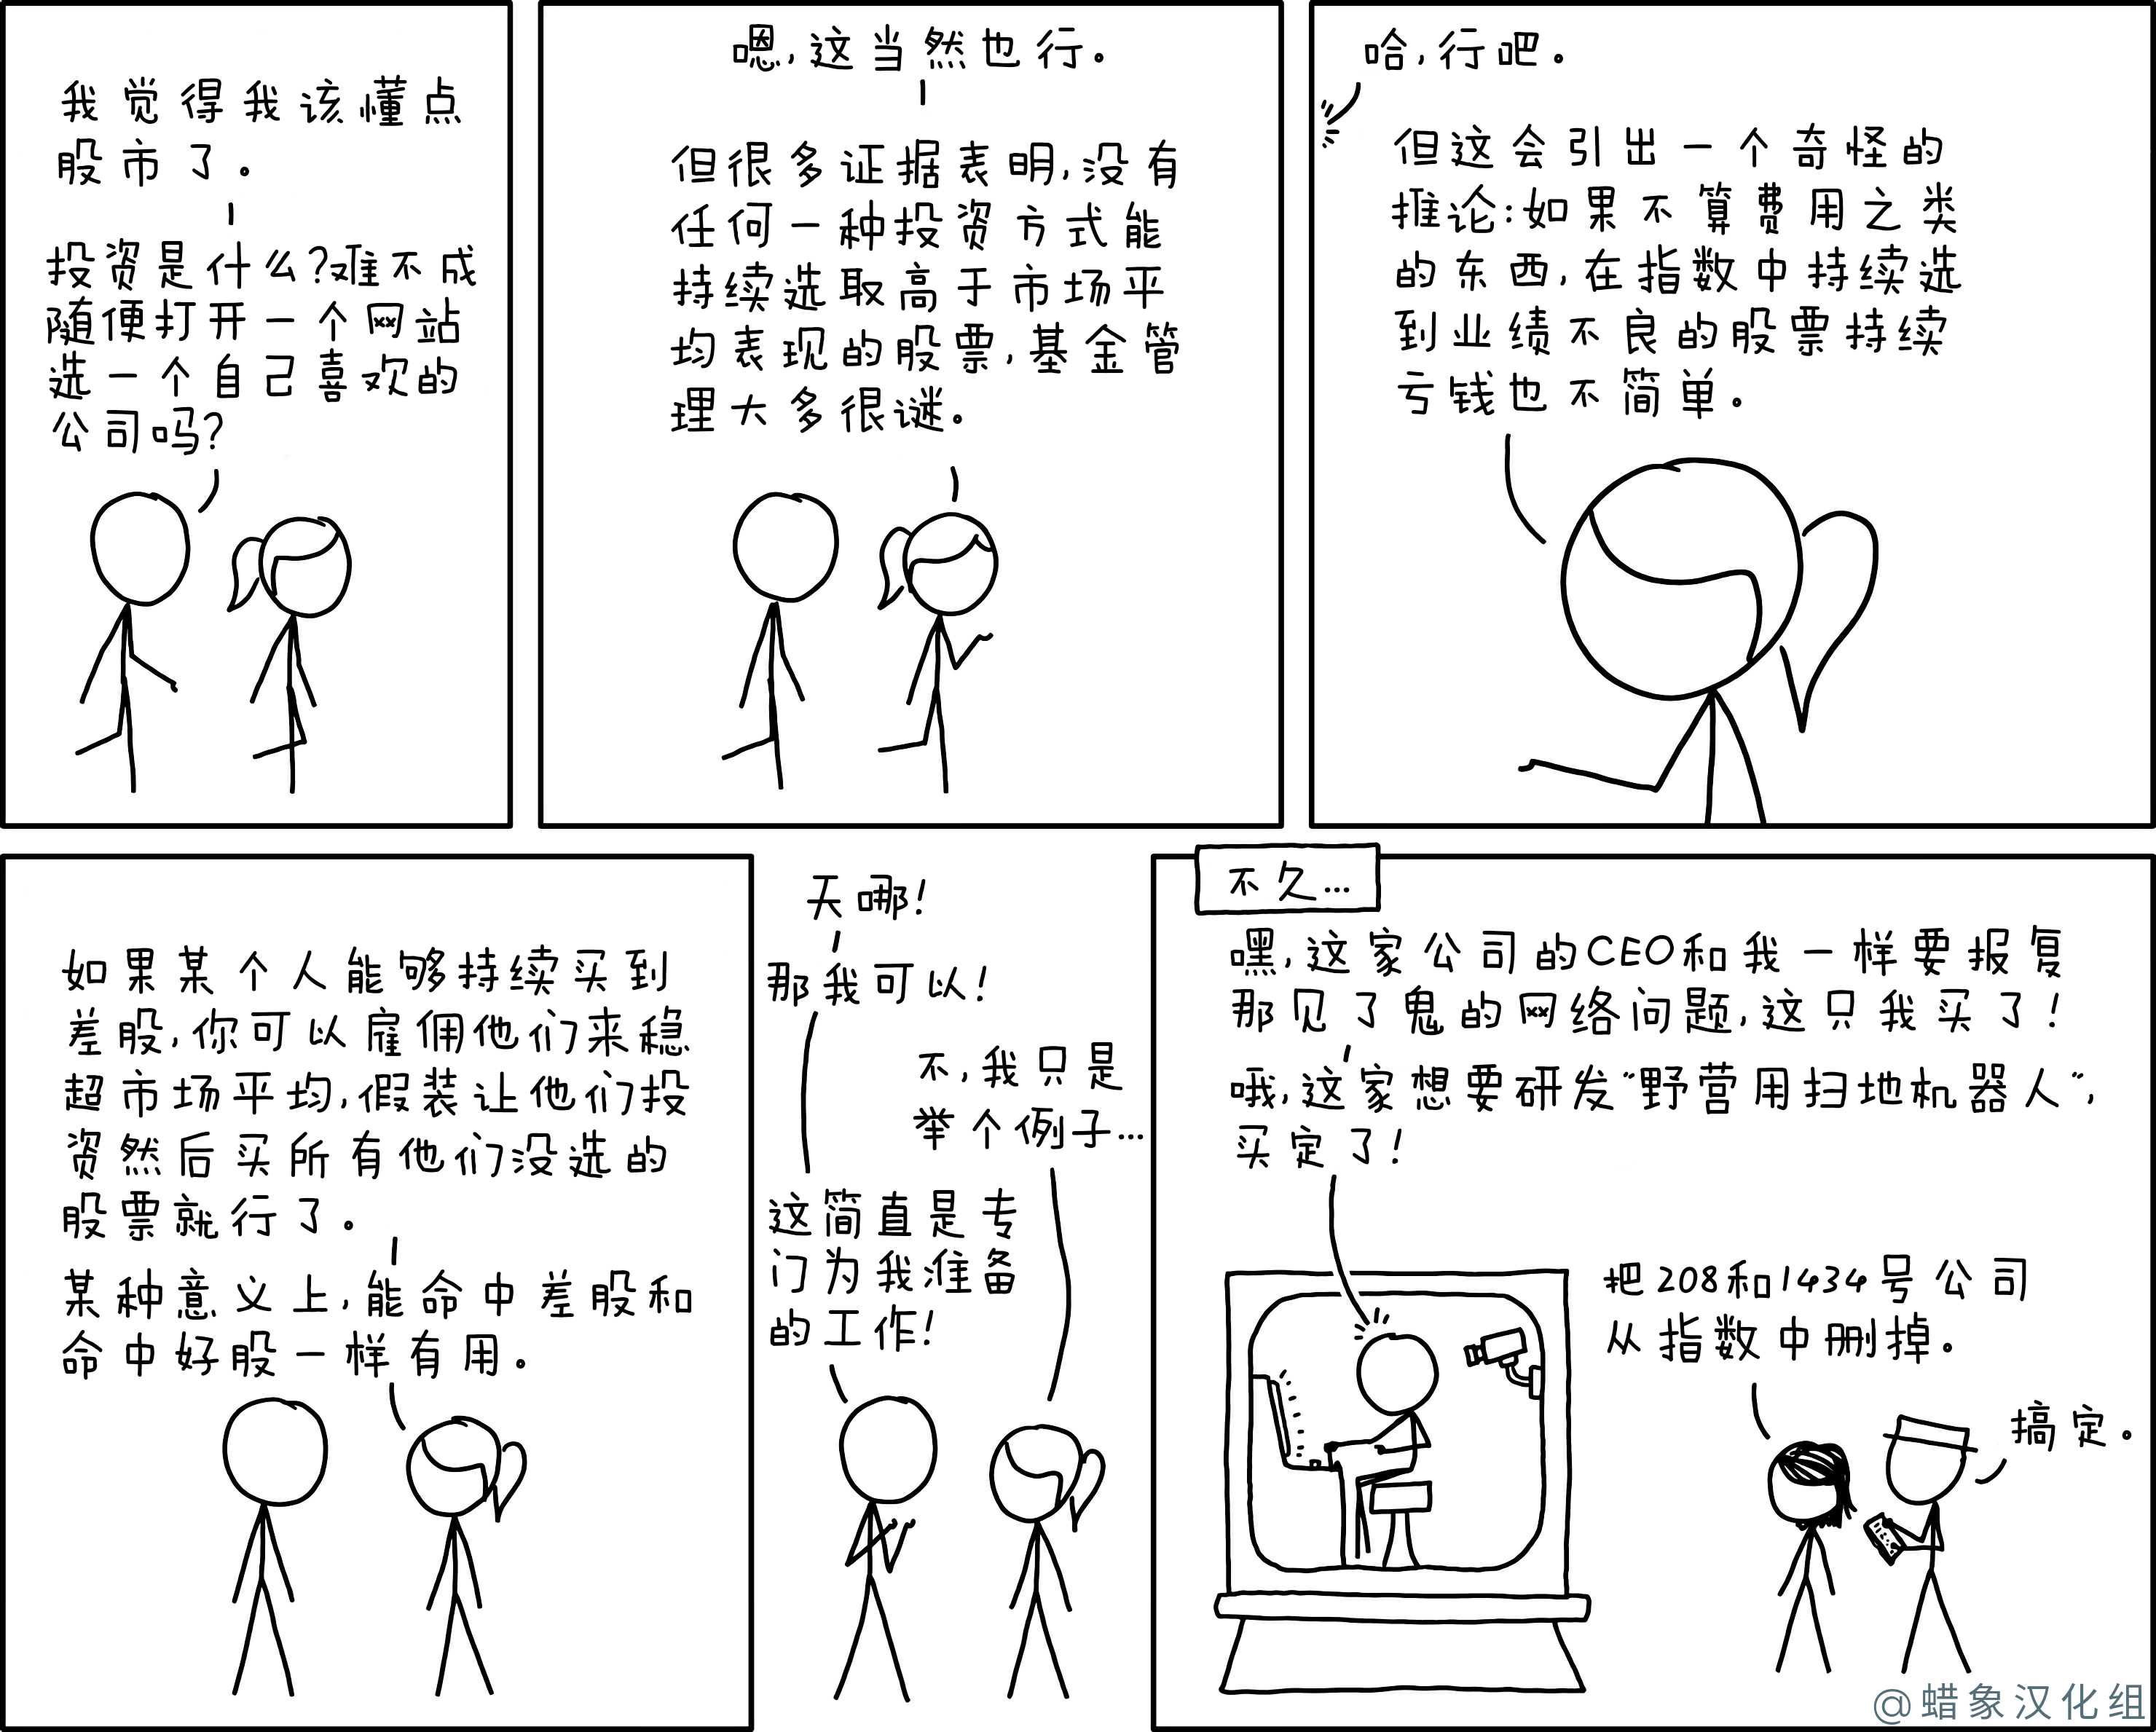 我觉得我该懂点
股市了。
投资是什么?难不成
随便打开一个网站
选一个自己喜欢的
公司吗?
嗯,这当然也行。
但很多证据表明,没有
任何一种投资方式能
持续选取高于市场平
均表现的股票,基金管
理大多很谜。
哈,行吧。
但这会引出一个奇怪的
推论:如果不算费用之类
的东西,在指数中持续选
到业绩不良的股票持续
亏钱也不简单。
如果某个人能够持续买到
差股,你可以雇佣他们来稳
超市场平均,假装让他们投
资然后买所有他们没选的
股票就行了。
某种意义上,能命中差股和
命中好股一样有用。
天哪!
那我可以!
不,我只是
举个例子...
这简直是专
门为我准备
的工作!
不久...
嘿,这家公司的CEO和我一样要报复
那见了鬼的网络问题,这只我买了!
哦,这家想要研发"野营用扫地机器人",
买定了!
把208和1434号公司
从指数中删掉。
搞定。
@蜡象汉化组